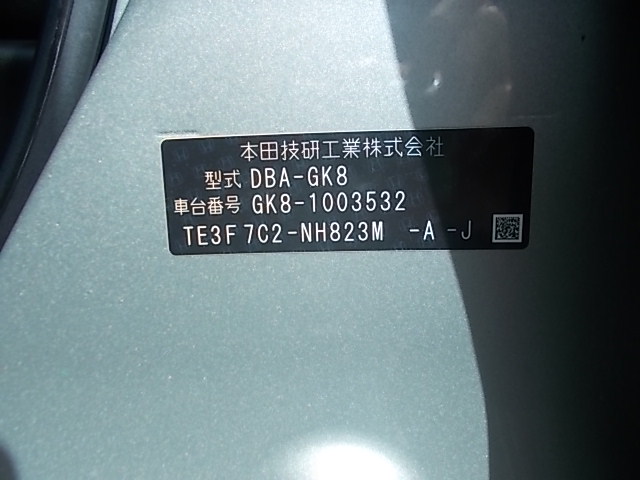 本田技研工業株式会社
型式 DBA-GK8
車台番号 GK8-1003532
TE3F 7C2-NH823M -A -J